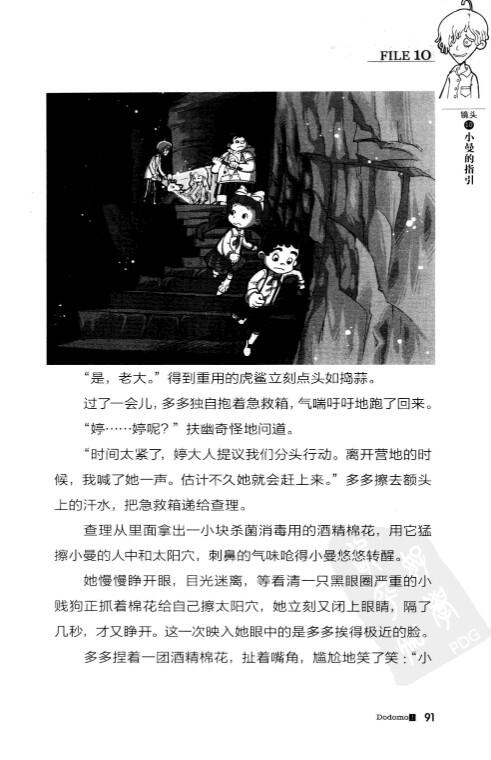 FILE 10
镜头
10
小曼的指引
“是，老大。”得到重用的虎鲨立刻点头如捣蒜。
过了一会儿，多多独自抱着急救箱，气喘吁吁地跑了回来。
“婷……婷呢？”扶幽奇怪地问道。
“时间太紧了，婷大人提议我们分头行动。离开营地的时
候，我喊了她一声。估计不久她就会赶上来。”多多擦去额头
上的汗水，把急救箱递给查理。
查理从里面拿出一小块杀菌消毒用的酒精棉花，用它猛
擦小曼的人中和太阳穴，刺鼻的气味呛得小曼悠悠转醒。
她慢慢睁开眼，目光迷离，等看清一只黑眼圈严重的小
贱狗正抓着棉花给自己擦太阳穴，她立刻又闭上眼睛，隔了
几秒，才又睁开。这一次映入她眼中的是多多挨得极近的脸。
多多捏着一团酒精棉花，扯着嘴角，尴尬地笑了笑：“小
PDG
Dodomo 91